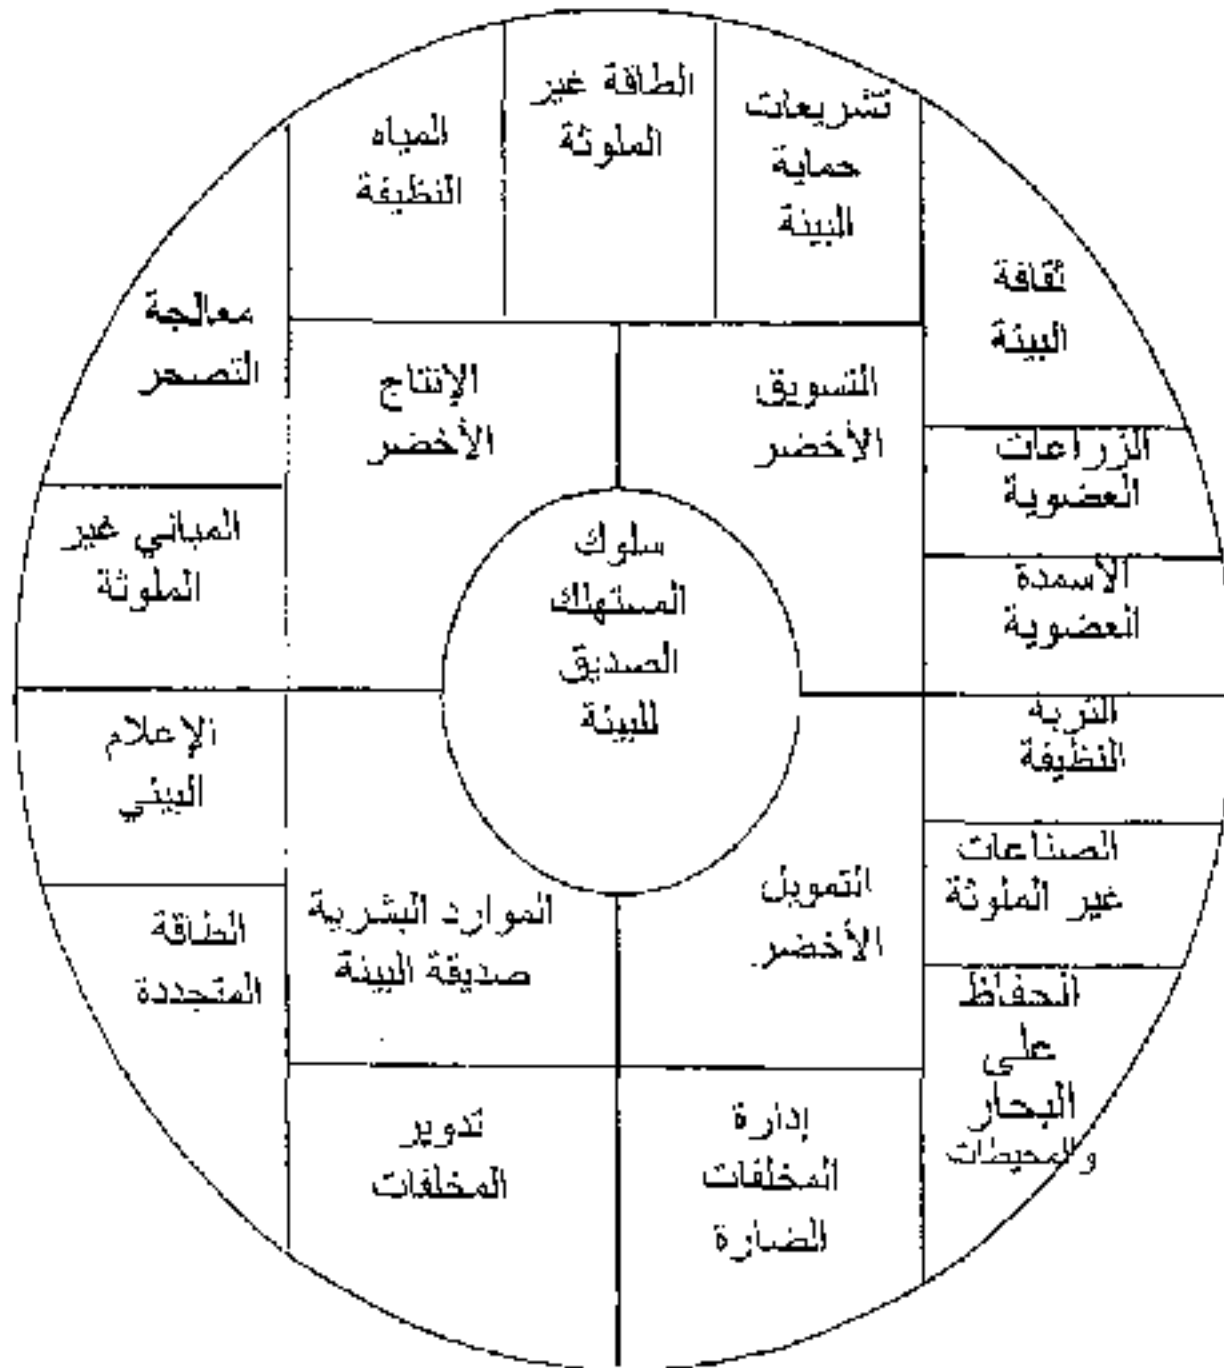 تشريعات
حماية
البيئة
الطاقة غير
الملوثة
المياه
النظيفة
ثقافة
البيئة
معالجة
التصحر
التسويق
الأخضر
الإنتاج
الأخضر
الزراعات
العضوية
المباني غير
الملوثة
سلوك
المستهلك
الصديق
للبيئة
الأسمدة
العضوية
التربة
النظيفة
الإعلام
البيئي
الصناعات
غير الملوثة
التمويل
الأخضر
الموارد البشرية
صديقة البيئة
الطاقة
المتجددة
الحفاظ
على
البحار
والمحيطات
إدارة
المخلفات
الضارة
تدوير
المخلفات